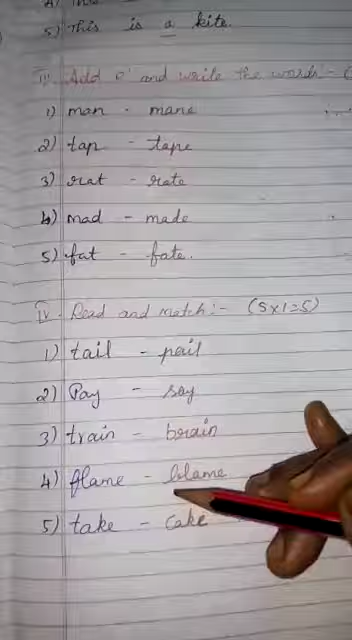 5) This is a kite.
III. Add 'e' and write the words:-
1) man - mane
2) tap - tape
3) rat - rate
4) mad - made
5) fat - fate.
IV. Read and match:- (5x1=5)
1) tail - pail
2) Pay - say
3) train - brain
4) flame - blame
5) take - cake